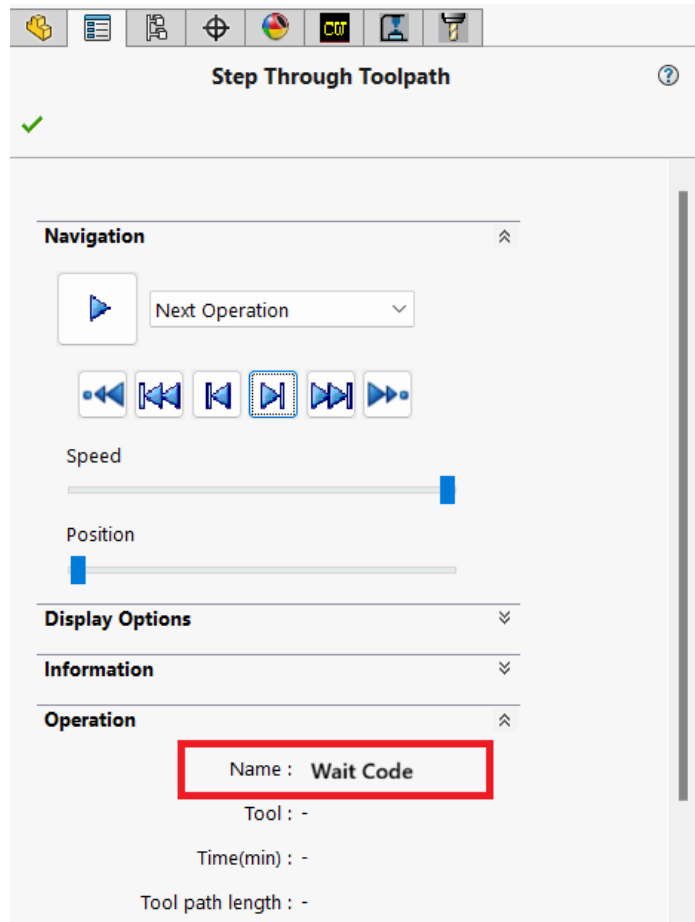 CW
Step Through Toolpath
?
Navigation
Next Operation
Speed
Position
Display Options
Information
Operation
Name : Wait Code
Tool : -
Time(min) : -
Tool path length : -